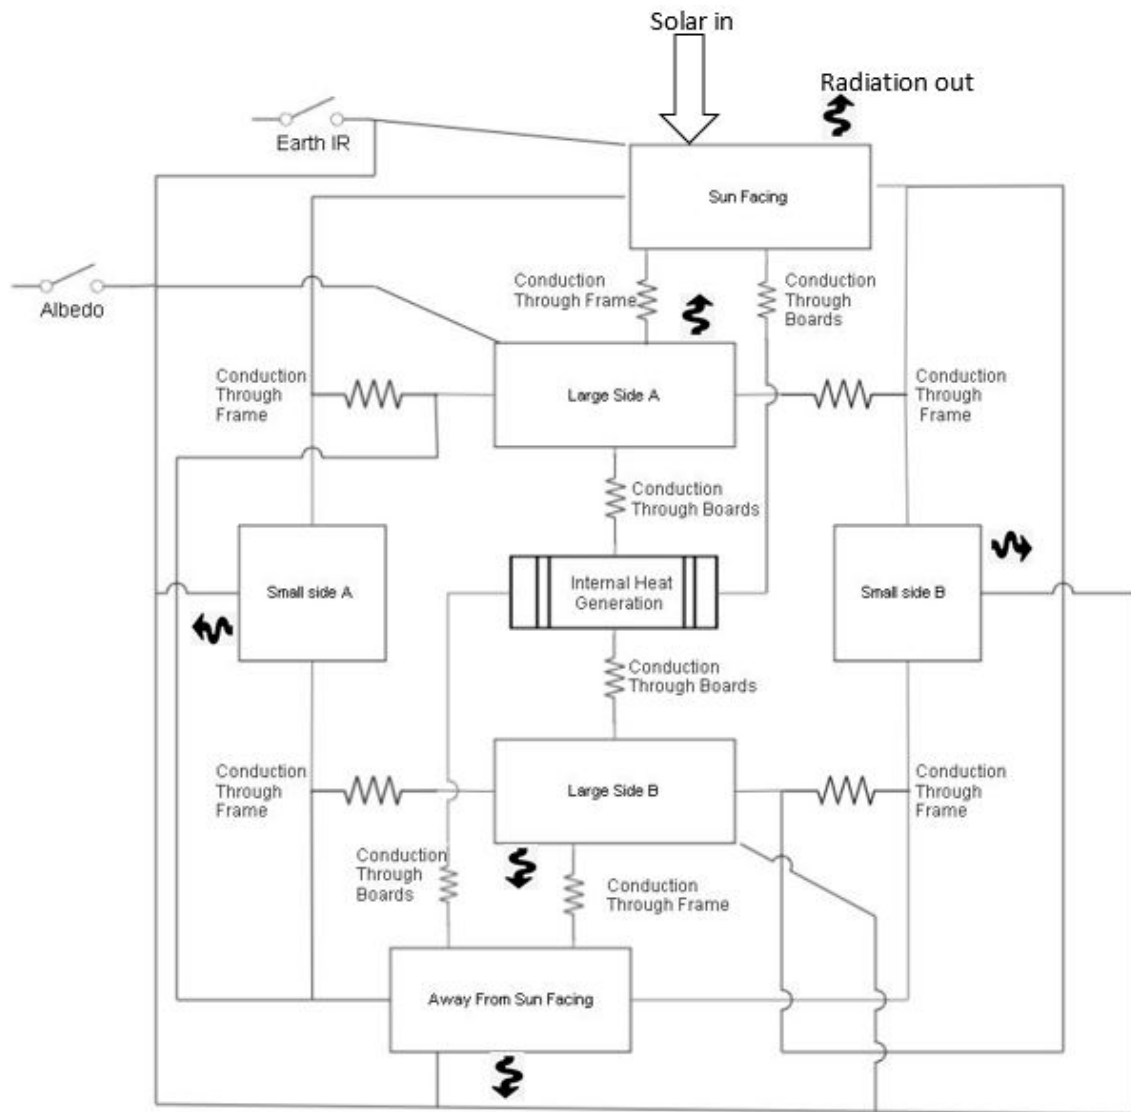 Solar in
Radiation out
Earth IR
Sun Facing
Albedo
Conduction
Through Frame
Conduction
Through
Boards
Conduction
Through
Frame
Large Side A
Conduction
Through
Frame
Conduction
Through Boards
Small side A
Internal Heat
Generation
Small side B
Conduction
Through Boards
Conduction
Through
Frame
Large Side B
Conduction
Through
Frame
Conduction
Through
Boards
Conduction
Through Frame
Away From Sun Facing